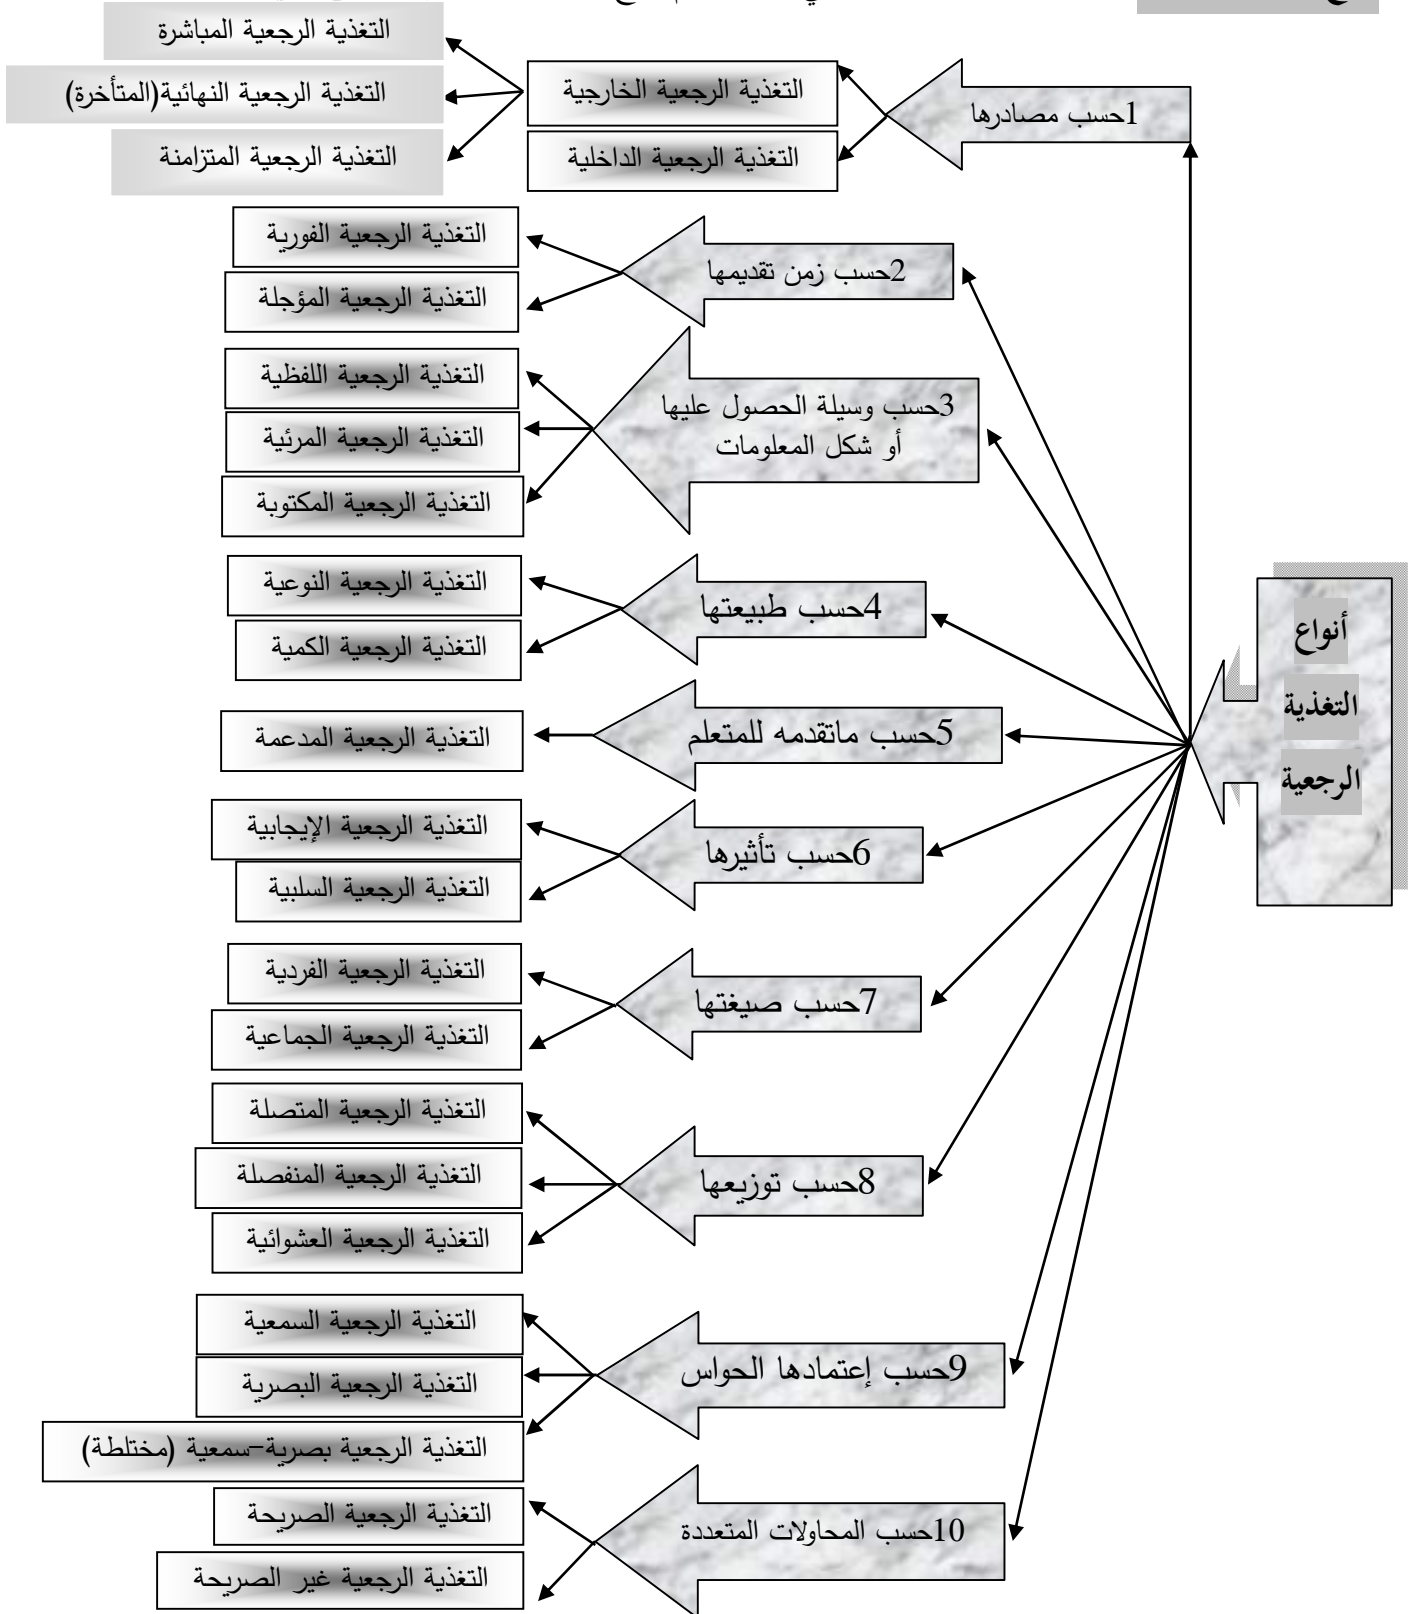 أنواع
التغذية
الرجعية
1حسب مصادرها
التغذية الرجعية الخارجية
التغذية الرجعية المباشرة
التغذية الرجعية النهائية(المتأخرة)
التغذية الرجعية المتزامنة
التغذية الرجعية الداخلية
2حسب زمن تقديمها
التغذية الرجعية الفورية
التغذية الرجعية المؤجلة
3حسب وسيلة الحصول عليها
أو شكل المعلومات
التغذية الرجعية اللفظية
التغذية الرجعية المرئية
التغذية الرجعية المكتوبة
4حسب طبيعتها
التغذية الرجعية النوعية
التغذية الرجعية الكمية
5حسب ماتقدمه للمتعلم
التغذية الرجعية المدعمة
6حسب تأثيرها
التغذية الرجعية الإيجابية
التغذية الرجعية السلبية
7حسب صيغتها
التغذية الرجعية الفردية
التغذية الرجعية الجماعية
8حسب توزيعها
التغذية الرجعية المتصلة
التغذية الرجعية المنفصلة
التغذية الرجعية العشوائية
9حسب إعتمادها الحواس
التغذية الرجعية السمعية
التغذية الرجعية البصرية
التغذية الرجعية بصرية-سمعية (مختلطة)
10حسب المحاولات المتعددة
التغذية الرجعية الصريحة
التغذية الرجعية غير الصريحة